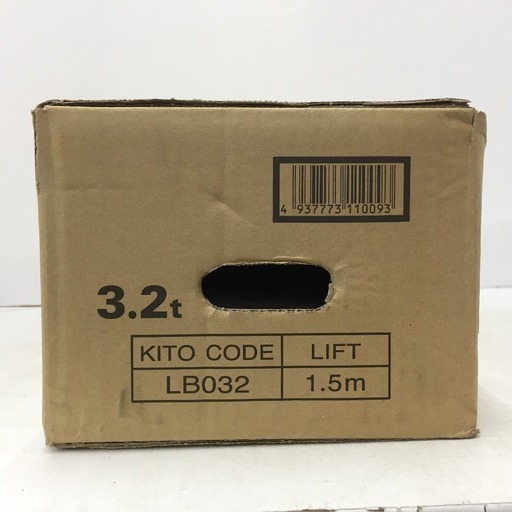 4 937773 110093
3.2t
KITO CODE LIFT
LB032 1.5m